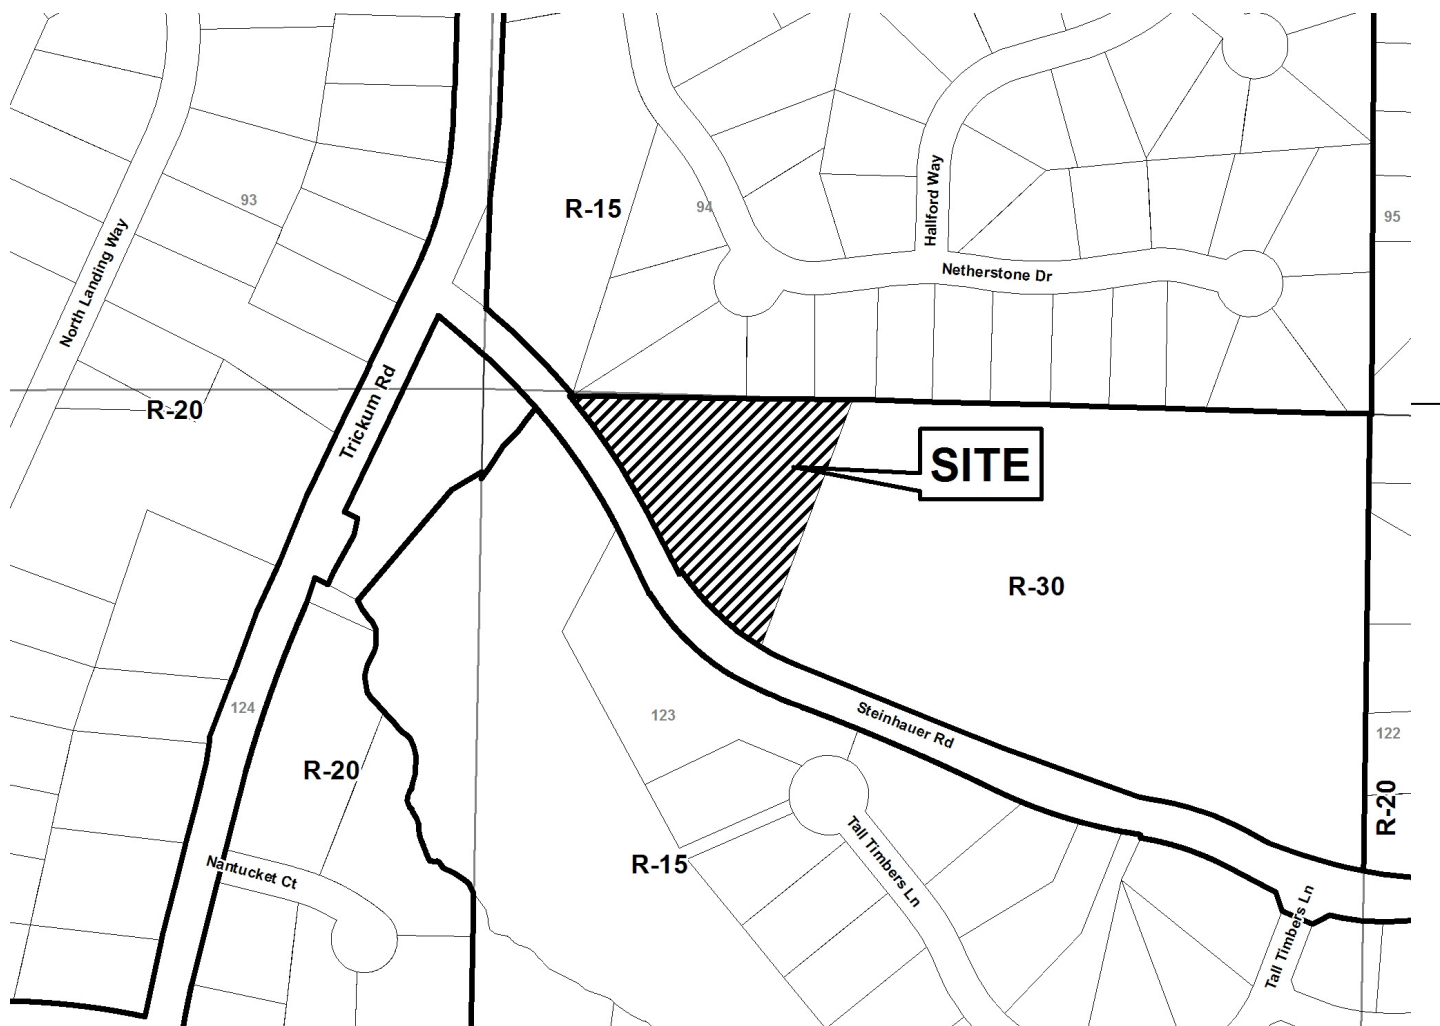 93
R-15
94
Hallford Way
95
North Landing Way
Netherstone Dr
R-20
Trickum Rd
SITE
R-30
124
123
Steinhauer Rd
122
R-20
R-20
R-15
Tall Timbers Ln
Nantucket Ct
Tall Timbers Ln